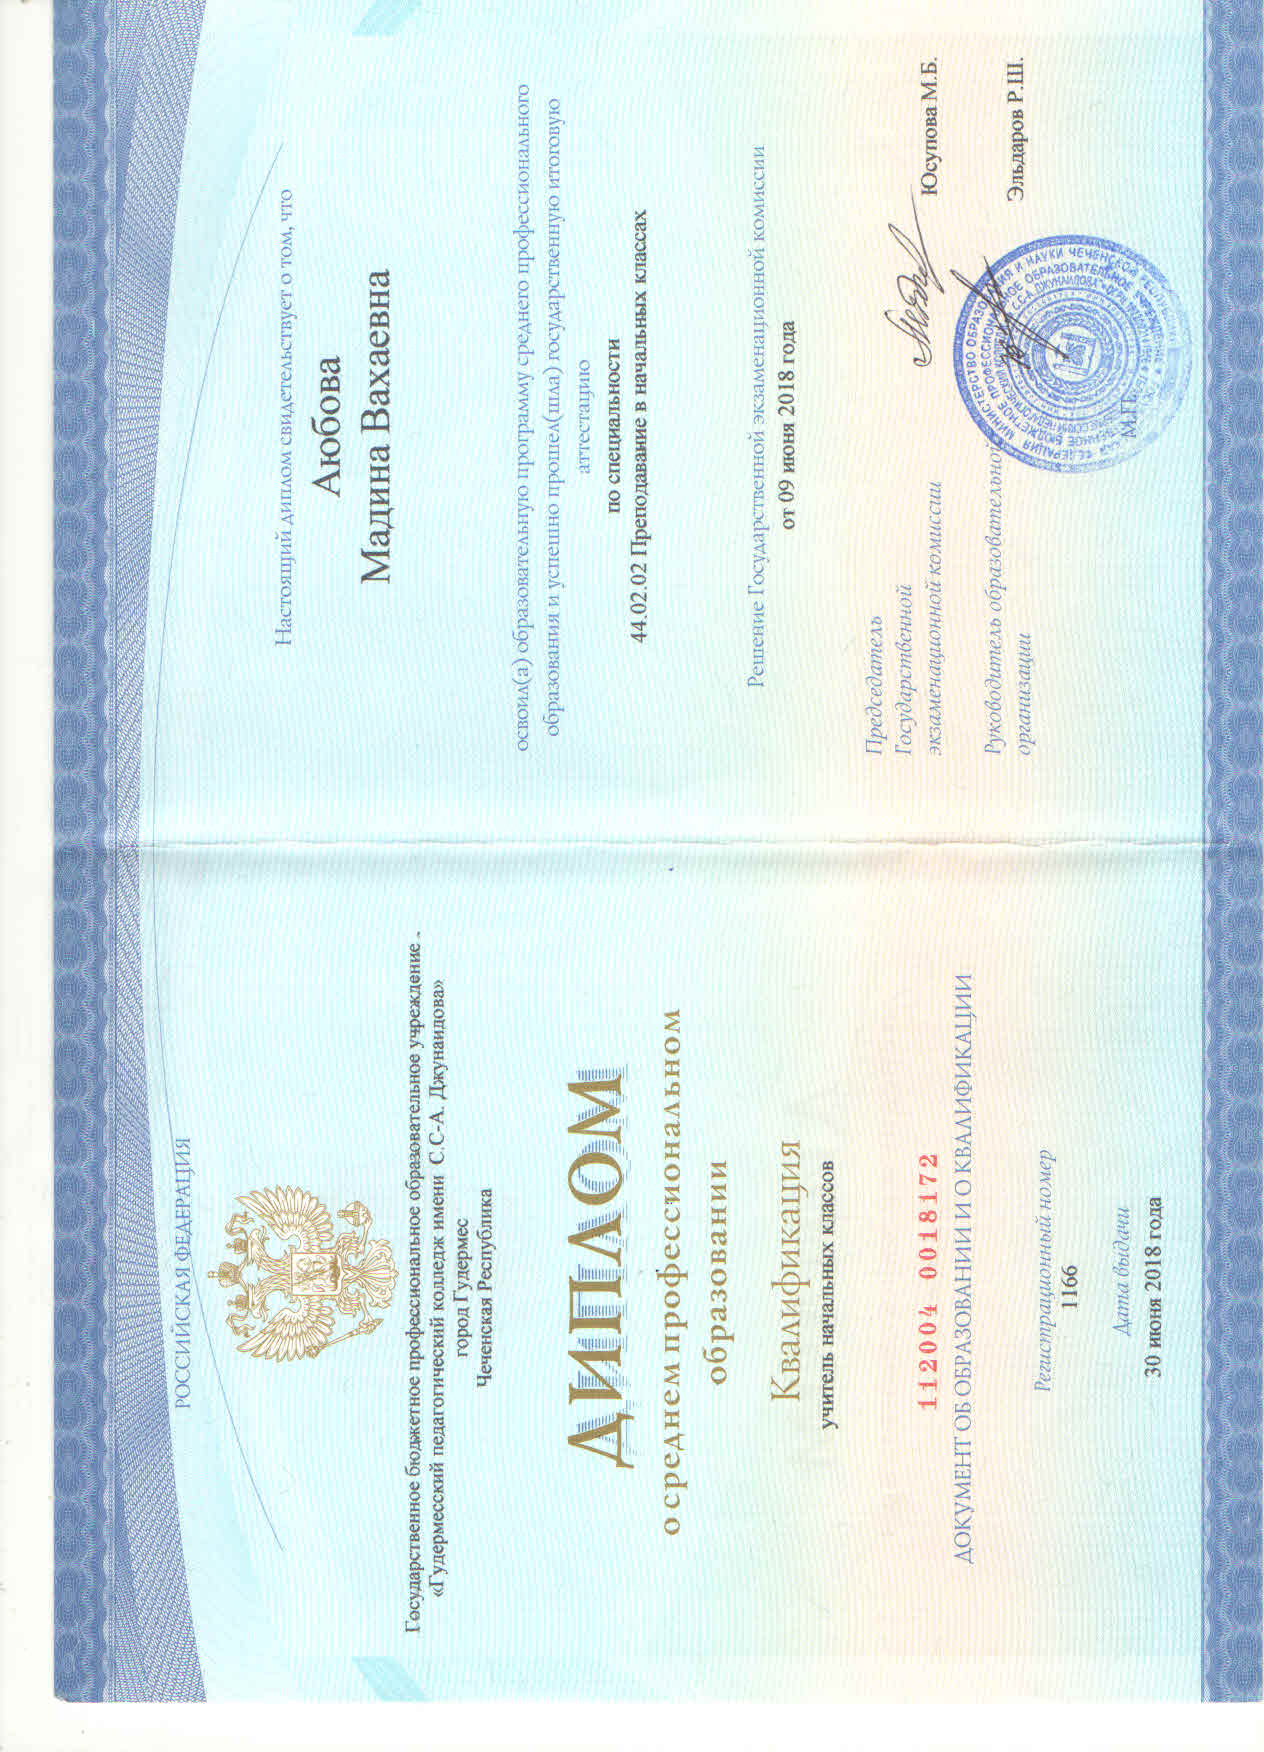 РОССИЙСКАЯ ФЕДЕРАЦИЯ
Государственное бюджетное профессиональное образовательное учреждение -
«Гудермесский педагогический колледж имени С.С-А. Джунаидова»
город Гудермес
Чеченская Республика
ДИПЛОМ
о среднем профессиональном
образовании
Квалификация
учитель начальных классов
112004 0018172
ДОКУМЕНТ ОБ ОБРАЗОВАНИИ И О КВАЛИФИКАЦИИ
Регистрационный номер
1166
Дата выдачи
30 июня 2018 года
Настоящий диплом свидетельствует о том, что
Аюбова
Мадина Вахаевна
освоил(а) образовательную программу среднего профессионального
образования и успешно прошел(шла) государственную итоговую
аттестацию
по специальности
44.02.02 Преподавание в начальных классах
Решение Государственной экзаменационной комиссии
от 09 июня 2018 года
Председатель
Государственной
экзаменационной комиссии
Юсупова М.Б.
Руководитель образовательной
организации
Эльдаров Р.Ш.
М.П.